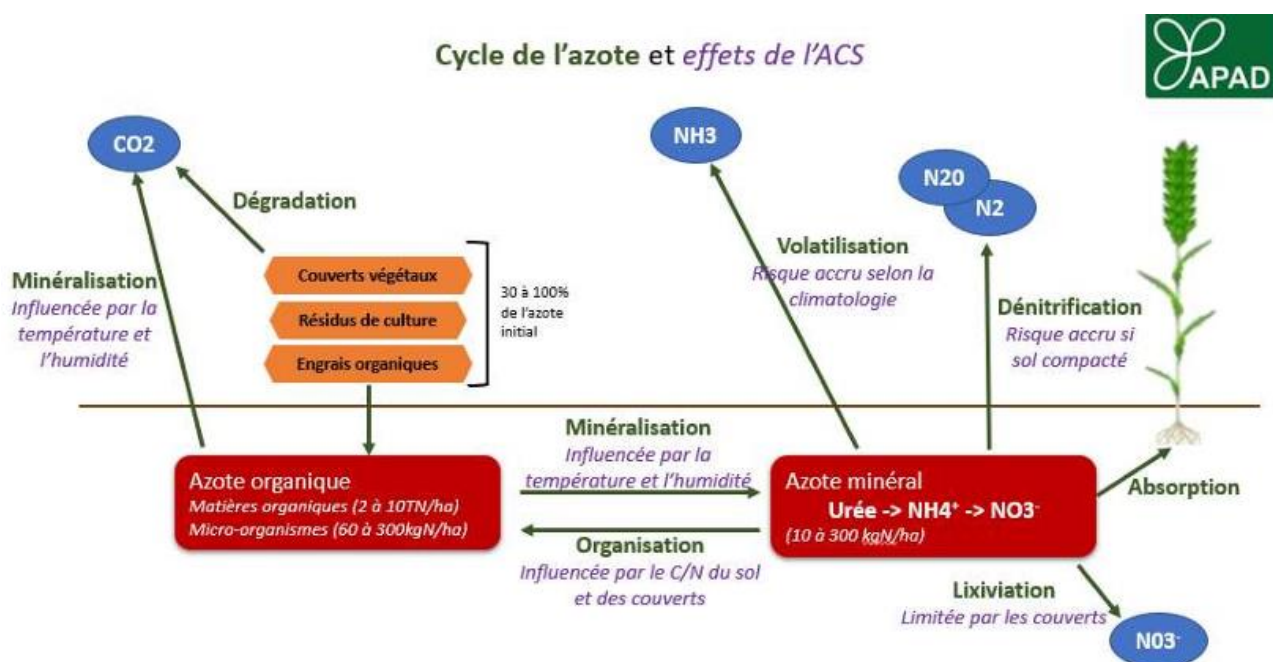 Cycle de l'azote et effets de l'ACS
APAD
CO2
NH3
N20
N2
Dégradation
Minéralisation
Influencée par la
température et
l'humidité
Couverts végétaux
Résidus de culture
Engrais organiques
30 à 100%
de l'azote
initial
Volatilisation
Risque accru selon la
climatologie
Dénitrification
Risque accru si
sol compacté
Azote organique
Matières organiques (2 à 10TN/ha)
Micro-organismes (60 à 300kgN/ha)
Minéralisation
Influencée par la
température et l'humidité
Organisation
Influencée par le C/N du sol
et des couverts
Azote minéral
Urée -> NH4⁺ -> NO3⁻
(10 à 300 kgN/ha)
Absorption
Lixiviation
Limitée par les couverts
N03⁻